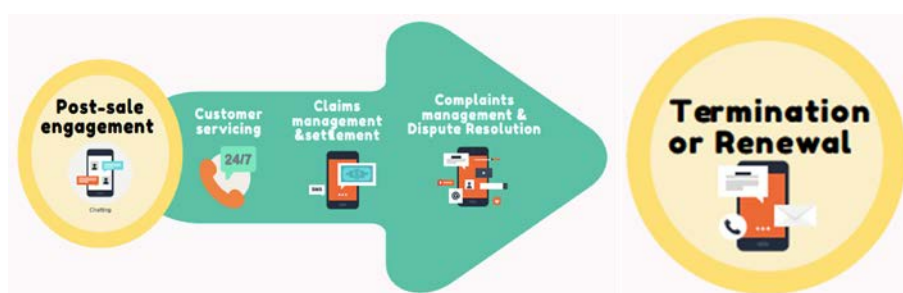 Post-sale
engagement
Chatting
Customer
servicing
24/7
Claims
management
&settlement
SMS
Complaints
management &
Dispute Resolution
@
Termination
or Renewal